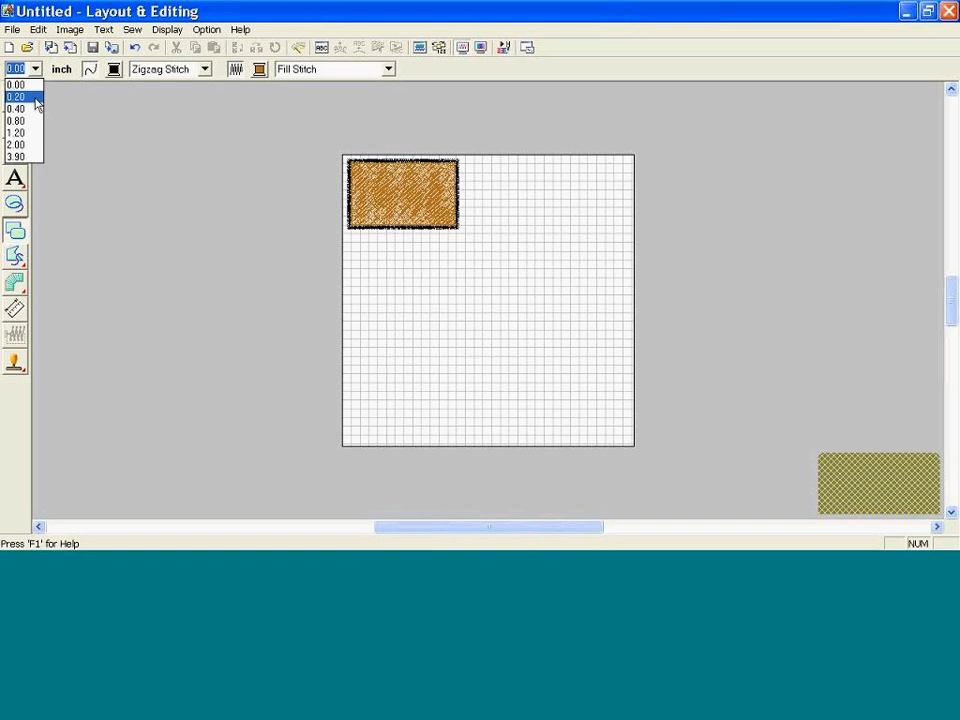 Untitled - Layout & Editing
File Edit Image Text Sew Display Option Help
ABC
0.00 inch Zigzag Stitch Fill Stitch
0.00
0.20
0.40
0.80
1.20
2.00
3.90
A
Press 'F1' for Help
NUM